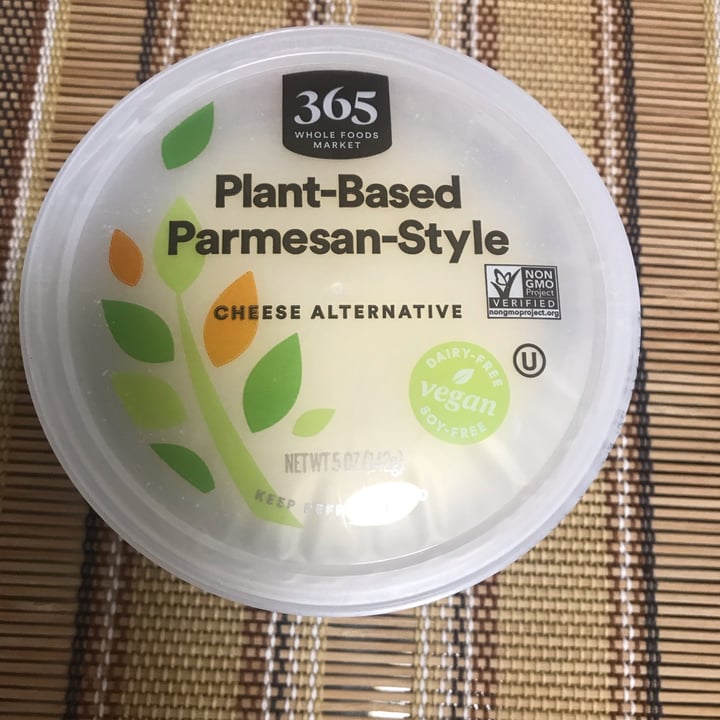 365
WHOLE FOODS
MARKET
Plant-Based
Parmesan-Style
CHEESE ALTERNATIVE
NON
GMO
Project
VERIFIED
nongmoproject.org
U
DAIRY-FREE
vegan
SOY-FREE
NET WT 5 OZ (142g)
KEEP